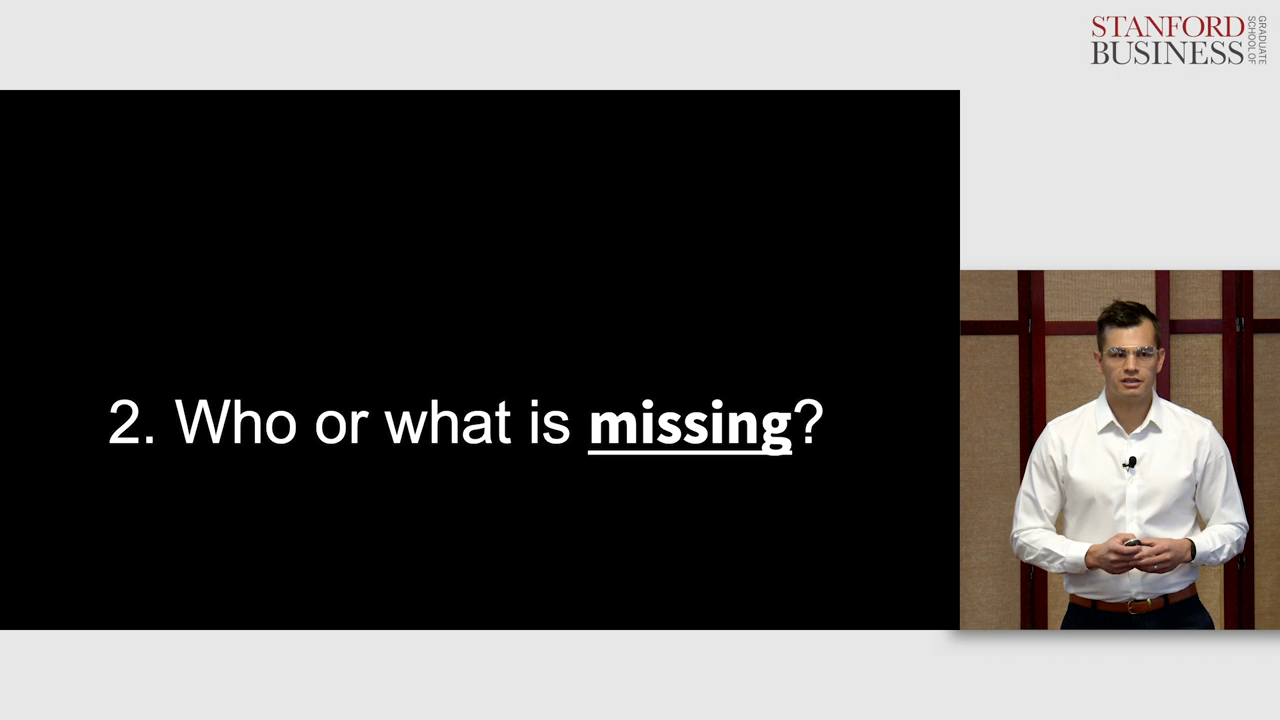 STANFORD
BUSINESS
GRADUATE
SCHOOL OF
2. Who or what is missing?